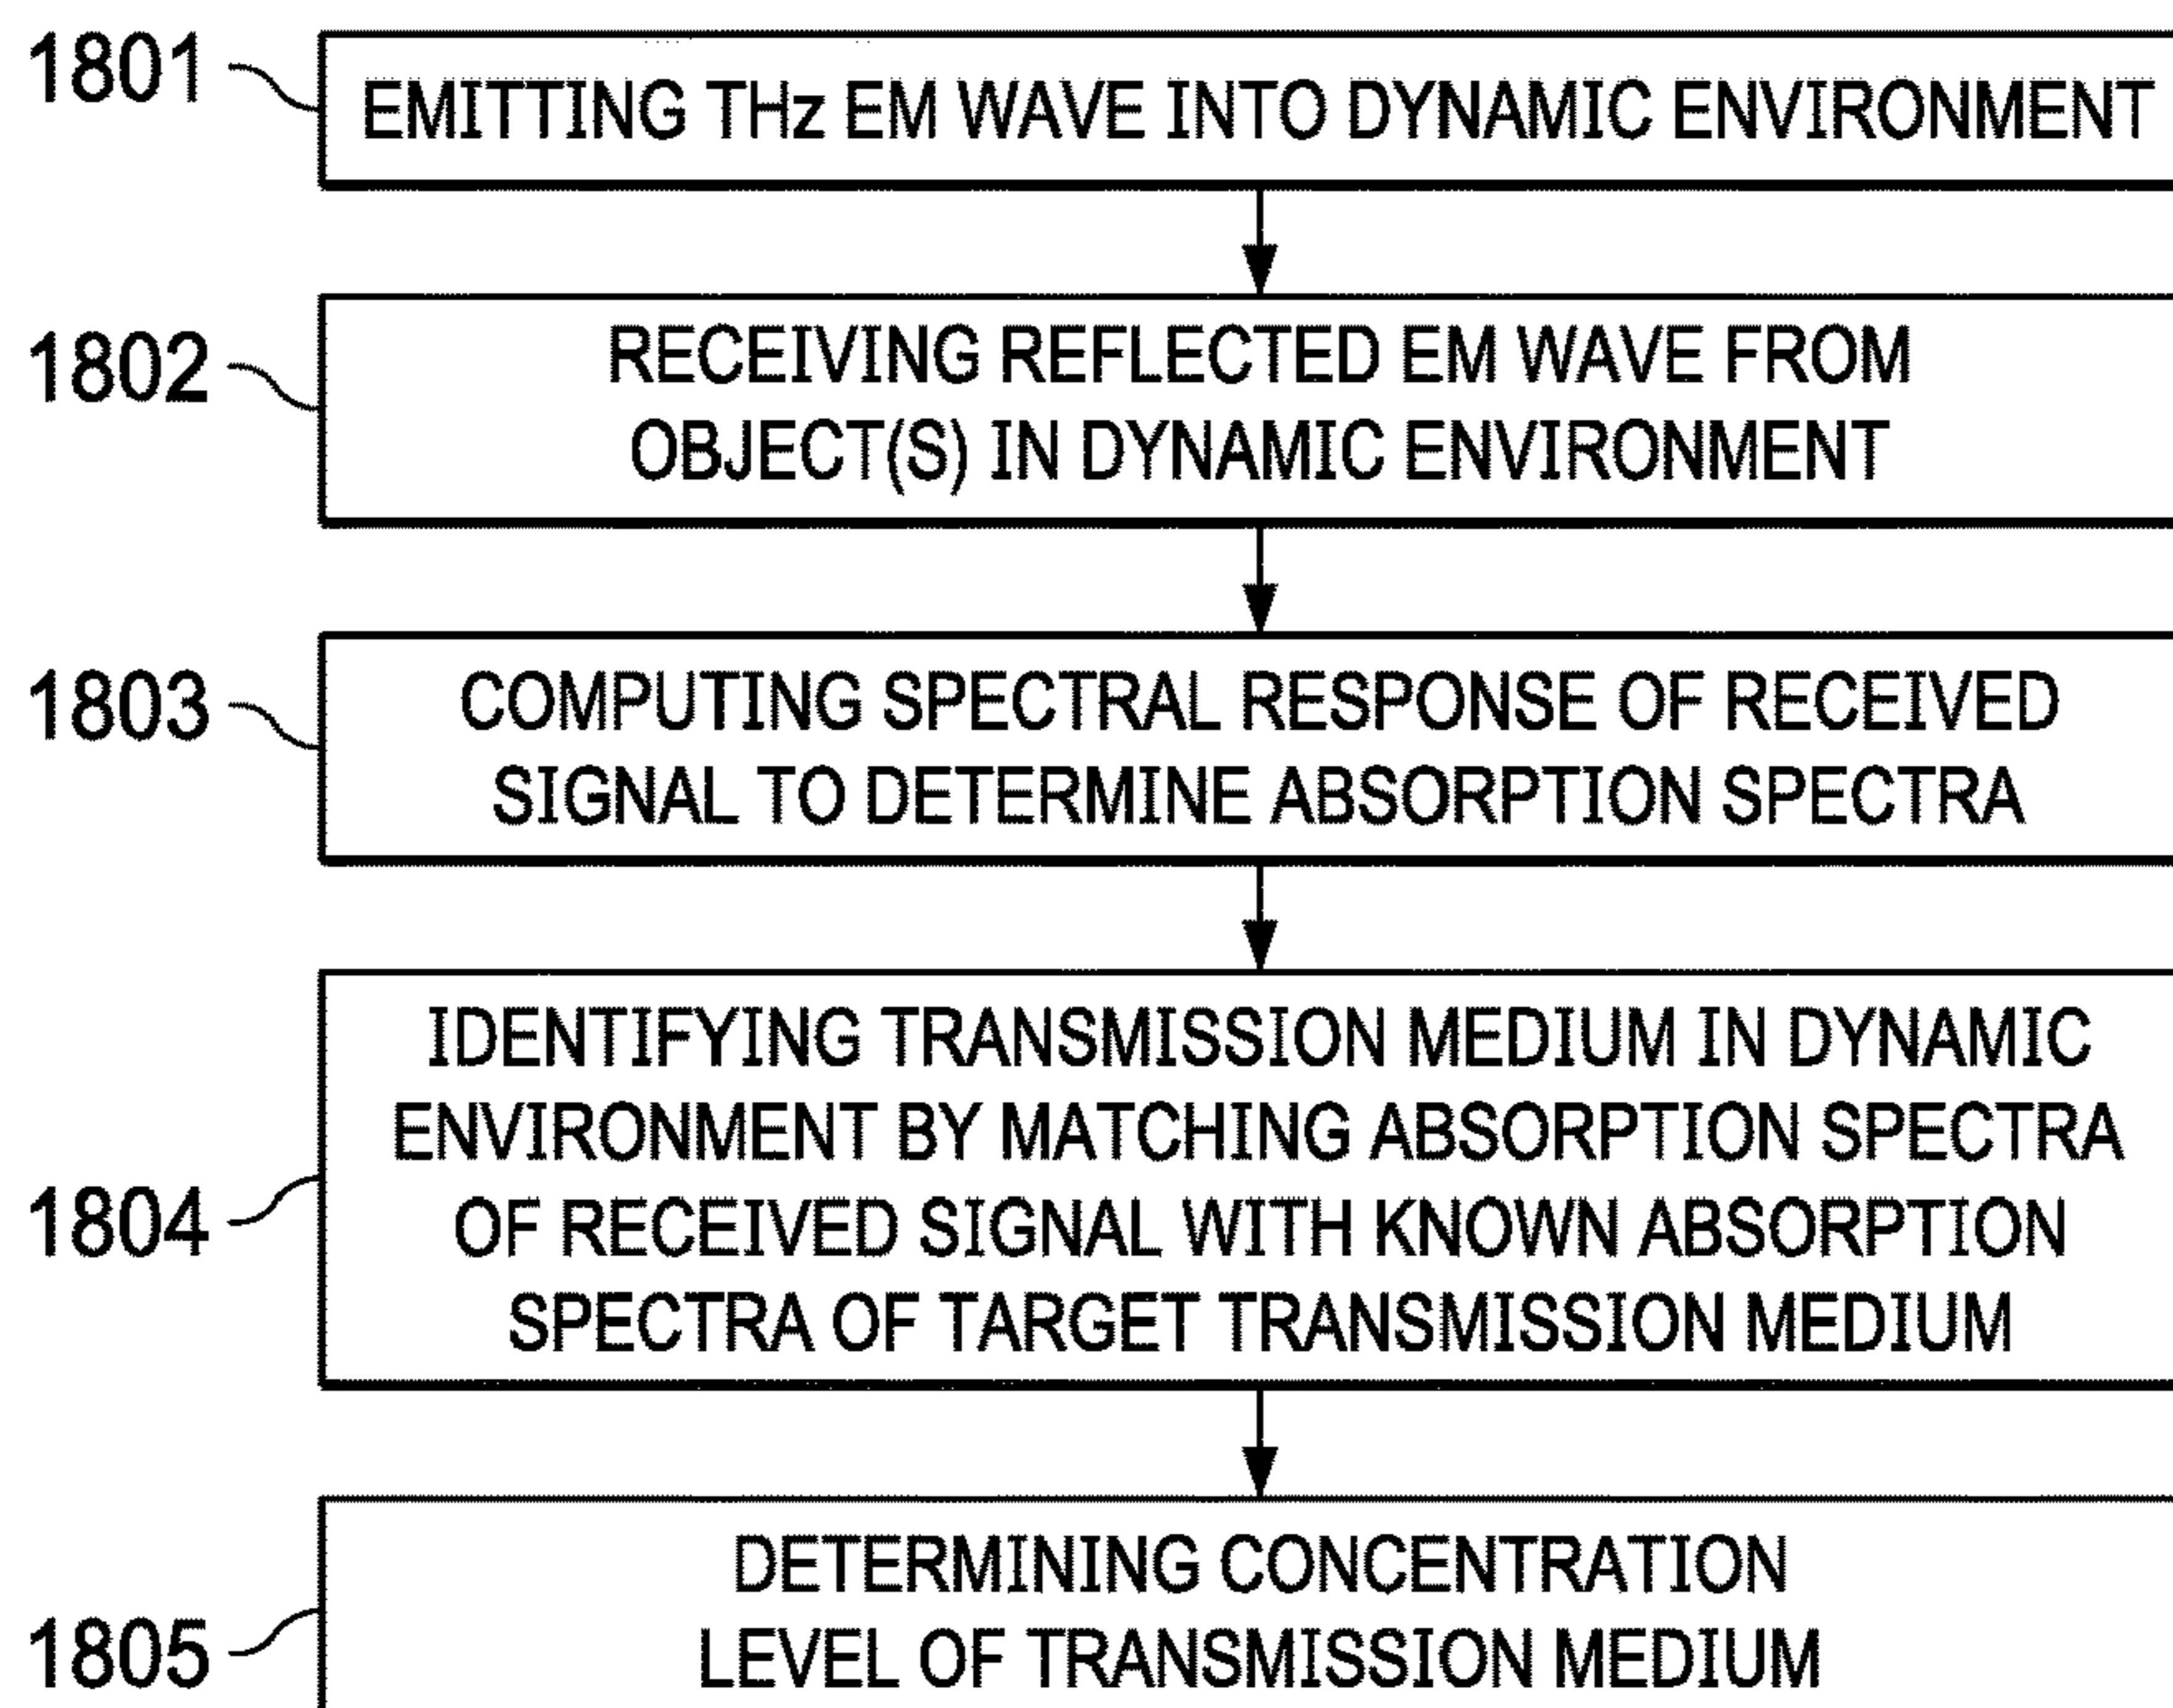 1801
EMITTING THz EM WAVE INTO DYNAMIC ENVIRONMENT
1802
RECEIVING REFLECTED EM WAVE FROM
OBJECT(S) IN DYNAMIC ENVIRONMENT
1803
COMPUTING SPECTRAL RESPONSE OF RECEIVED
SIGNAL TO DETERMINE ABSORPTION SPECTRA
1804
IDENTIFYING TRANSMISSION MEDIUM IN DYNAMIC
ENVIRONMENT BY MATCHING ABSORPTION SPECTRA
OF RECEIVED SIGNAL WITH KNOWN ABSORPTION
SPECTRA OF TARGET TRANSMISSION MEDIUM
1805
DETERMINING CONCENTRATION
LEVEL OF TRANSMISSION MEDIUM